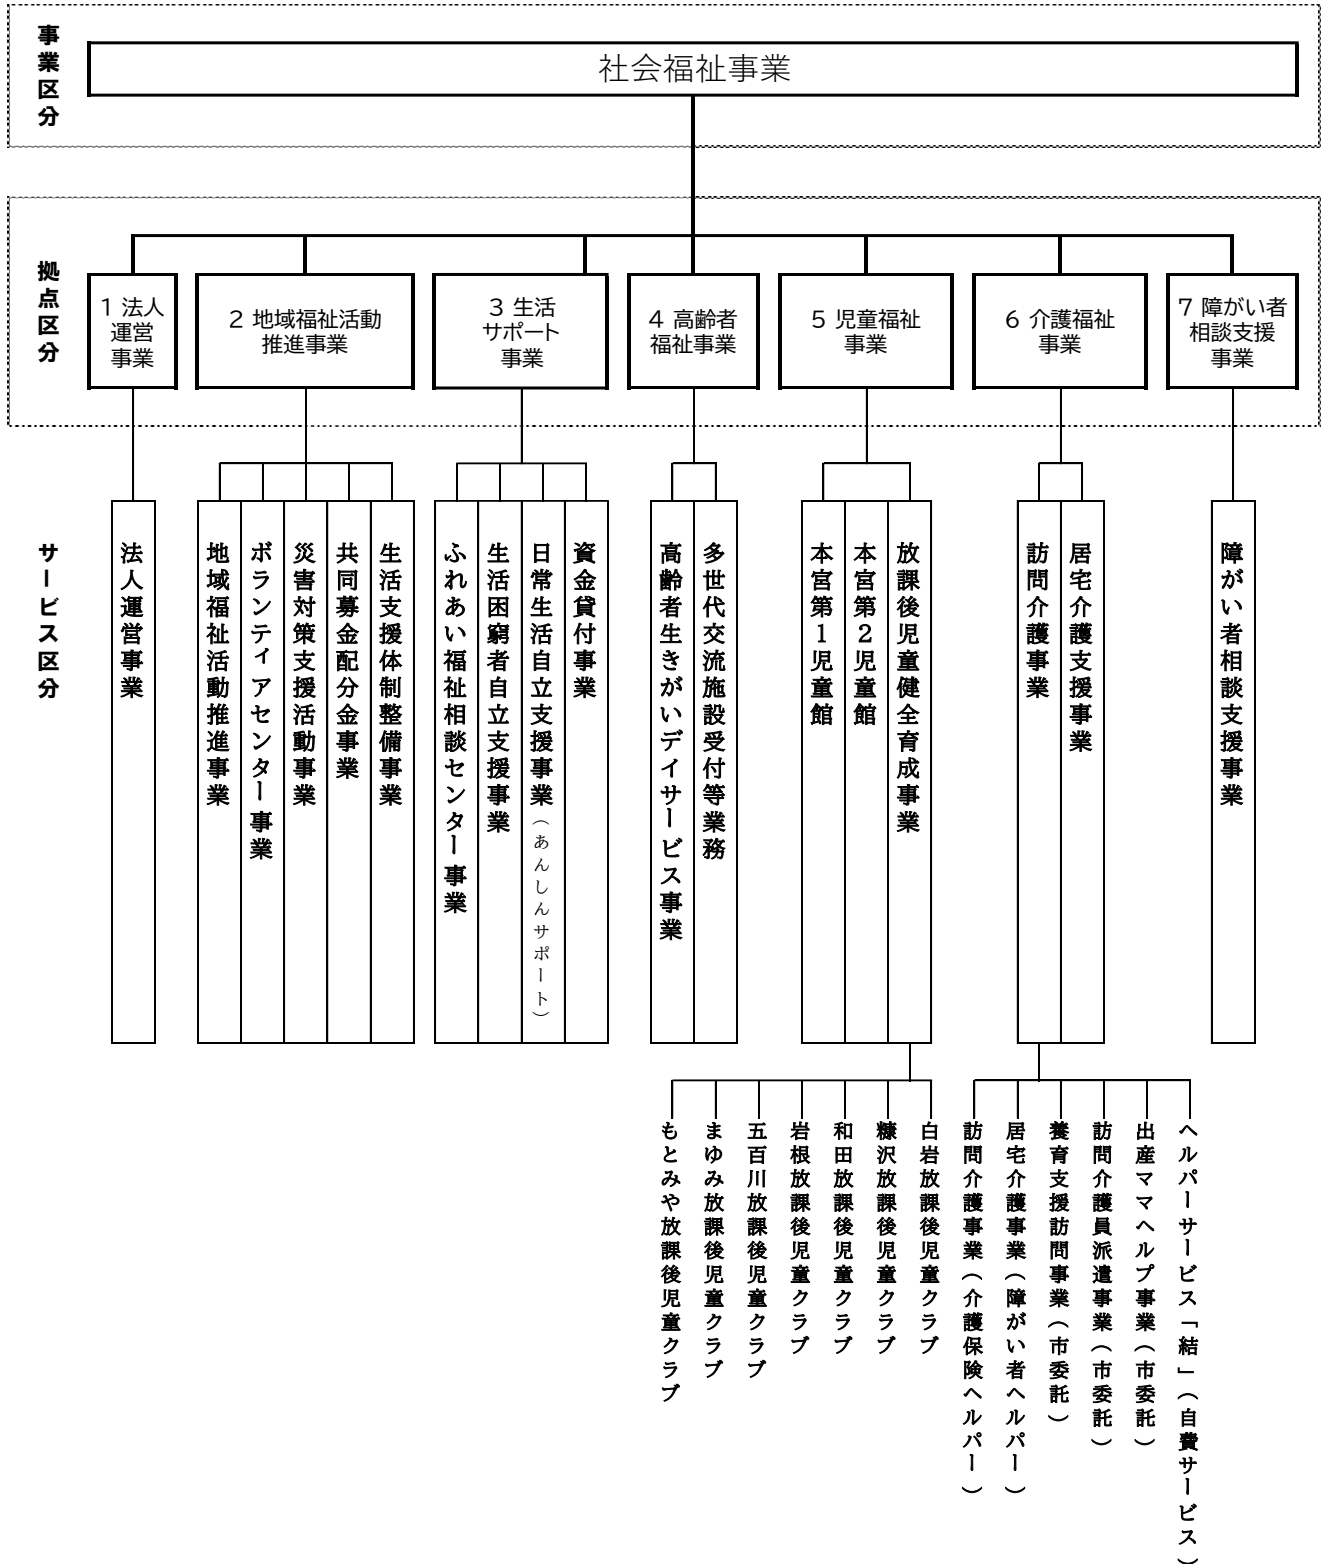 事業区分
社会福祉事業
拠点区分
1 法人
運営
事業
2 地域福祉活動
推進事業
3 生活
サポート
事業
4 高齢者
福祉事業
5 児童福祉
事業
6 介護福祉
事業
7 障がい者
相談支援
事業
サービス区分
法人運営事業
地域福祉活動推進事業
ボランティアセンター事業
災害対策支援活動事業
共同募金配分金事業
生活支援体制整備事業
ふれあい福祉相談センター事業
生活困窮者自立支援事業
日常生活自立支援事業（あんしんサポート）
資金貸付事業
高齢者生きがいデイサービス事業
多世代交流施設受付等業務
本宮第１児童館
本宮第２児童館
放課後児童健全育成事業
訪問介護事業
居宅介護支援事業
障がい者相談支援事業
もとみや放課後児童クラブ
まゆみ放課後児童クラブ
五百川放課後児童クラブ
岩根放課後児童クラブ
和田放課後児童クラブ
糠沢放課後児童クラブ
白岩放課後児童クラブ
訪問介護事業（介護保険ヘルパー）
居宅介護事業（障がい者ヘルパー）
養育支援訪問事業（市委託）
訪問介護員派遣事業（市委託）
出産ママヘルプ事業（市委託）
ヘルパーサービス「結」（自費サービス）